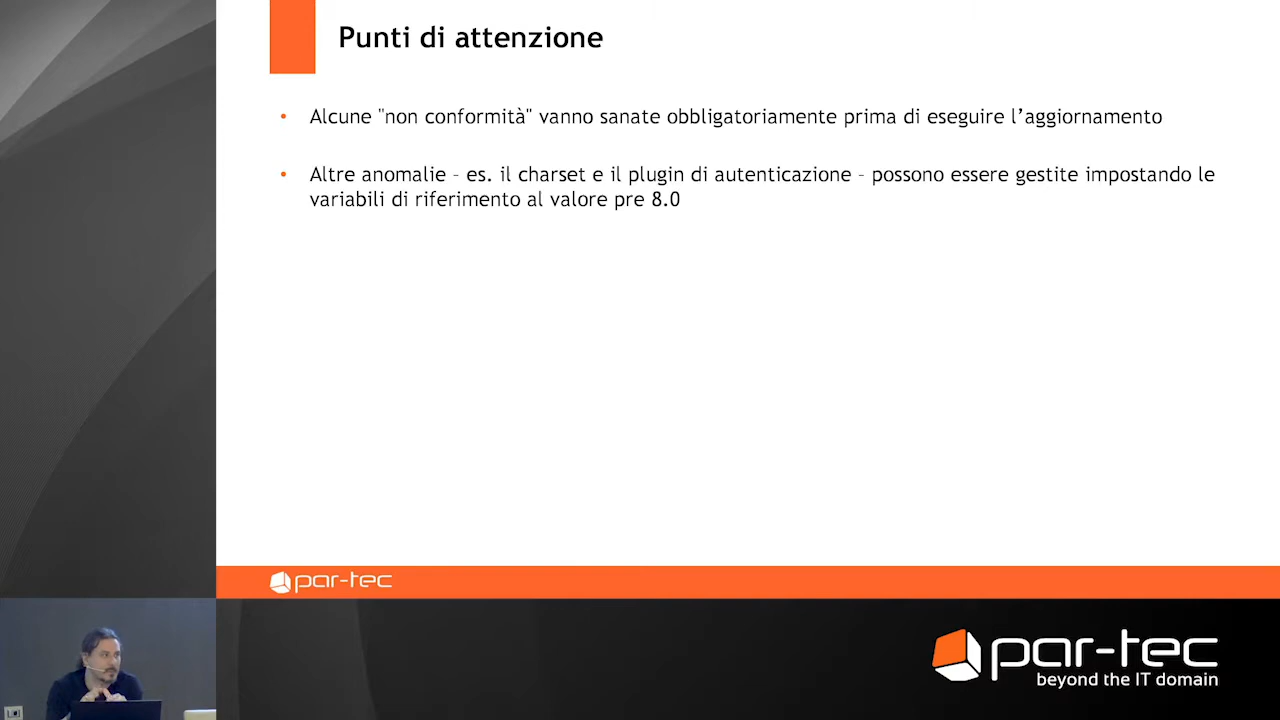 Punti di attenzione
• Alcune "non conformità" vanno sanate obbligatoriamente prima di eseguire l’aggiornamento
• Altre anomalie – es. il charset e il plugin di autenticazione – possono essere gestite impostando le
variabili di riferimento al valore pre 8.0
par-tec
par-tec
beyond the IT domain